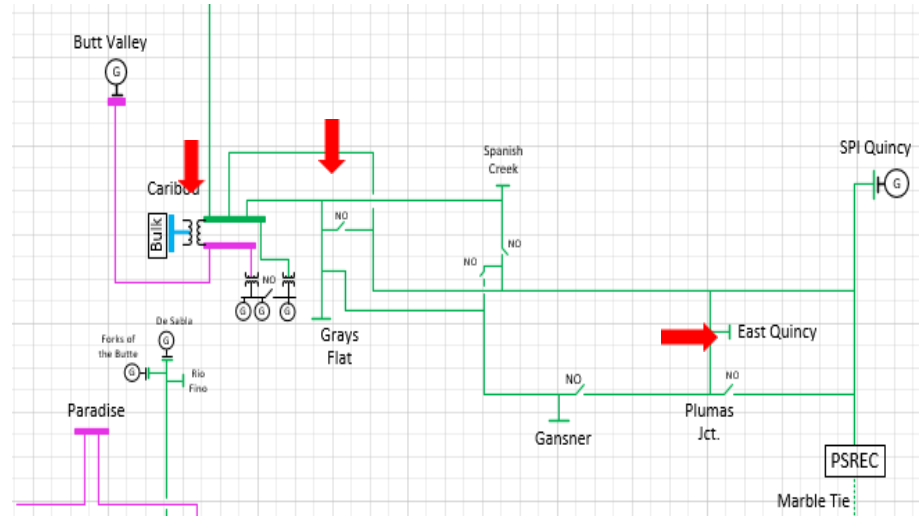 Butt Valley
G
SPI Quincy
G
Spanish
Creek
Caribou
Bulk
NO
NO
NO
NO
G
G
G
Grays
Flat
East Quincy
De Sabla
G
Forks of
the Butte
G
Rio
Fino
NO
NO
Paradise
Plumas
Jct.
Gansner
PSREC
Marble Tie